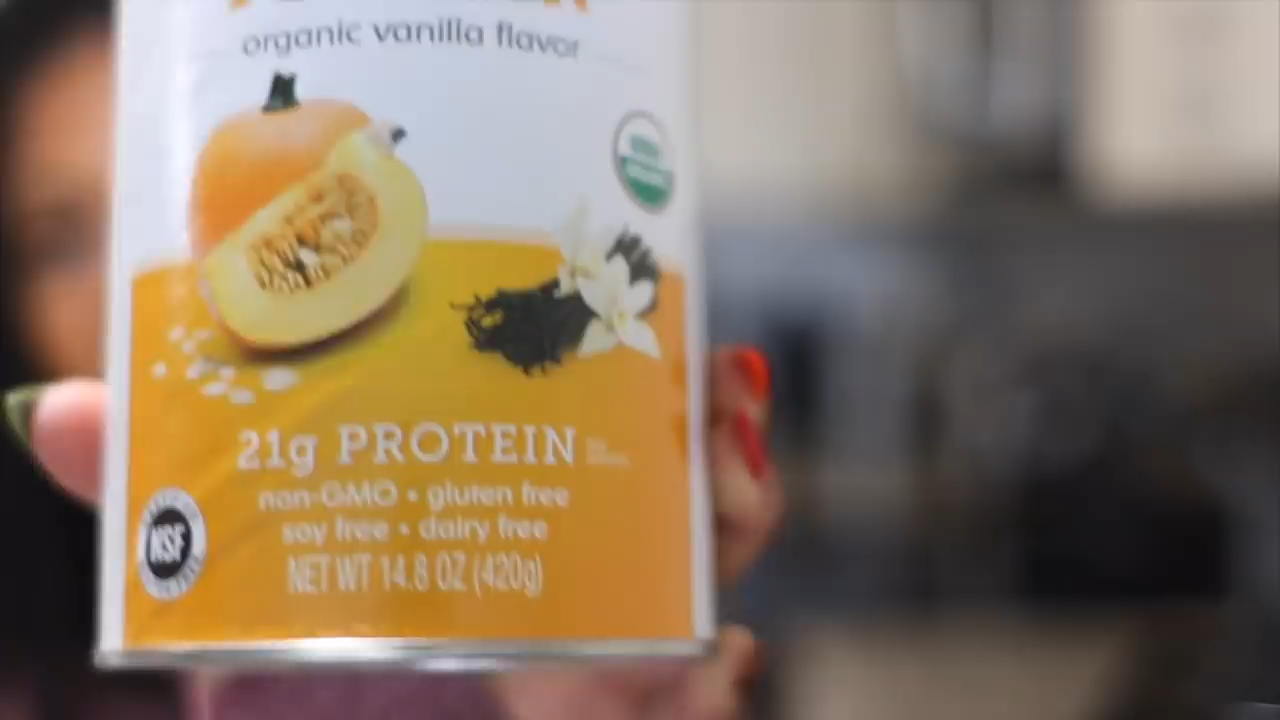 organic vanilla flavor
21g PROTEIN
non-GMO • gluten free
soy free • dairy free
NSF
NET WT 14.8 OZ (420g)